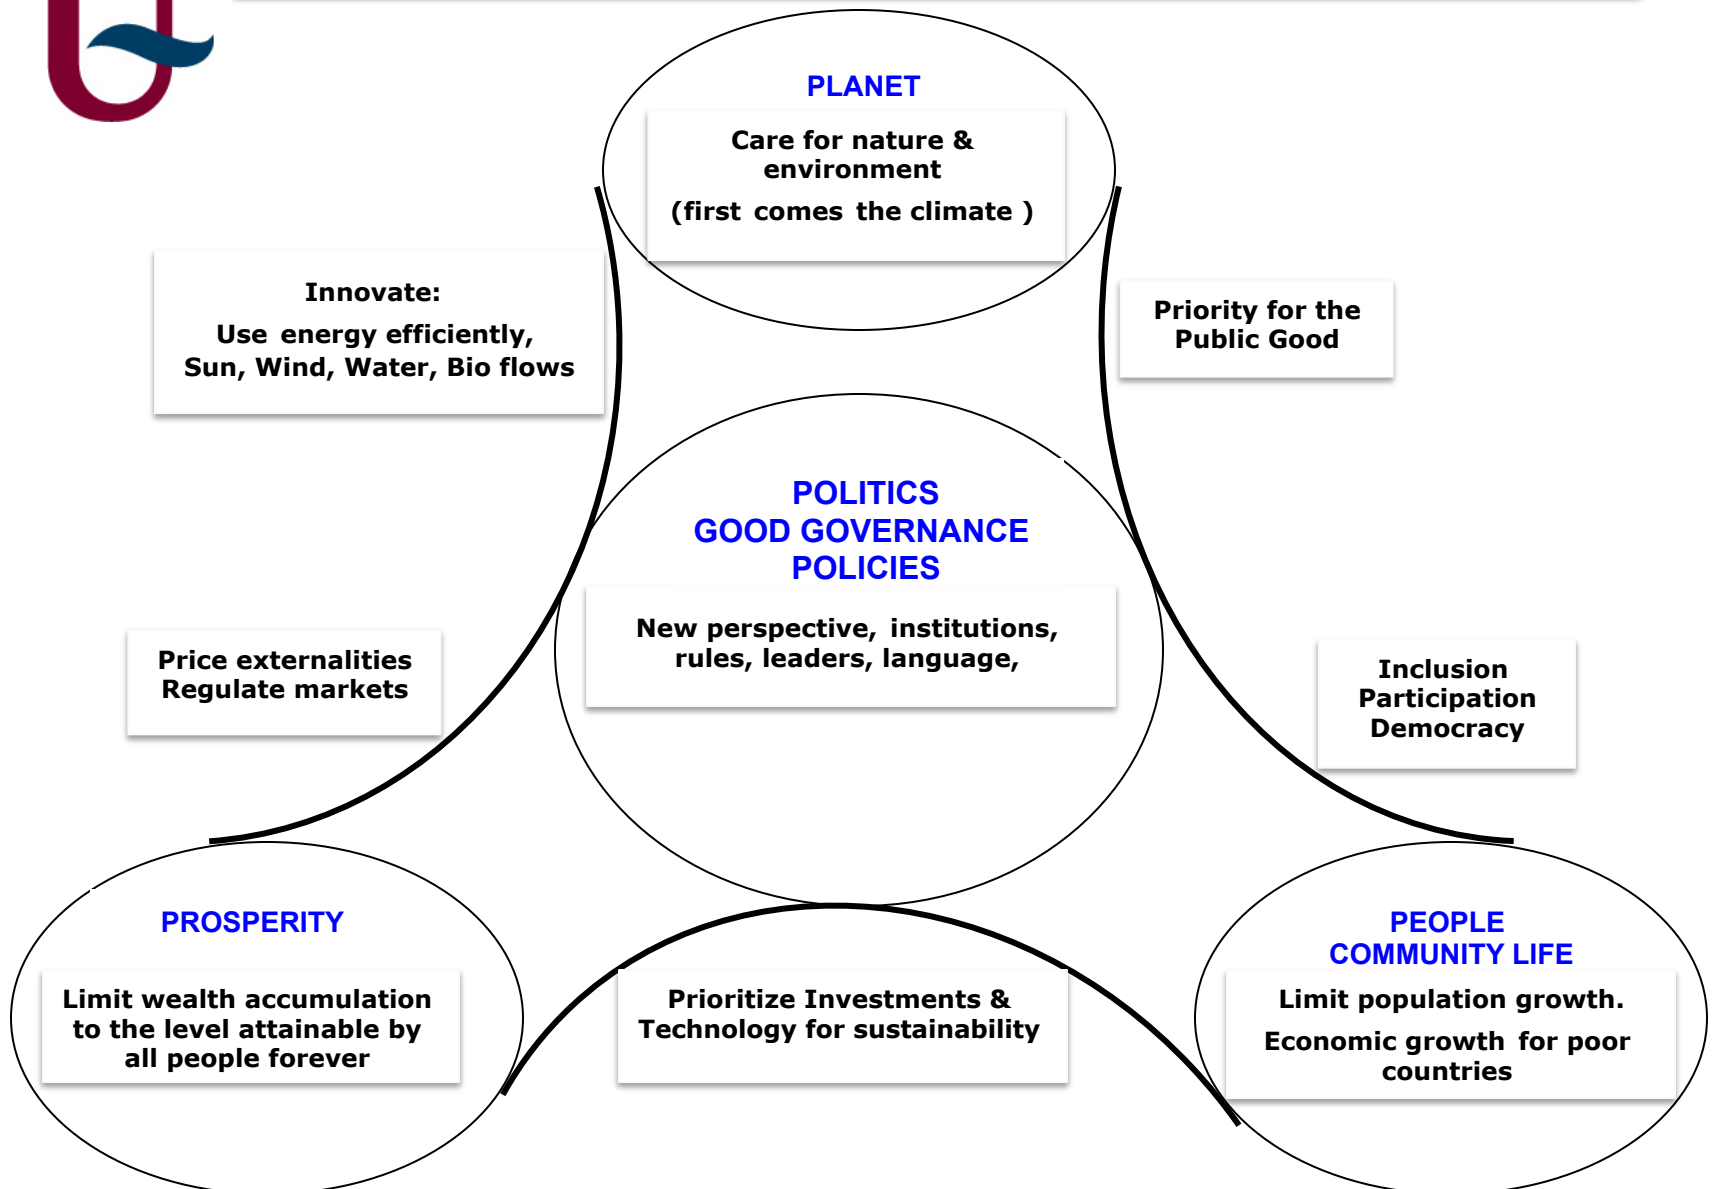 PLANET
Care for nature &
environment
(first comes the climate )
Innovate:
Use energy efficiently,
Sun, Wind, Water, Bio flows
Priority for the
Public Good
POLITICS
GOOD GOVERNANCE
POLICIES
New perspective, institutions,
rules, leaders, language,
Price externalities
Regulate markets
Inclusion
Participation
Democracy
PROSPERITY
Limit wealth accumulation
to the level attainable by
all people forever
Prioritize Investments &
Technology for sustainability
PEOPLE
COMMUNITY LIFE
Limit population growth.
Economic growth for poor
countries